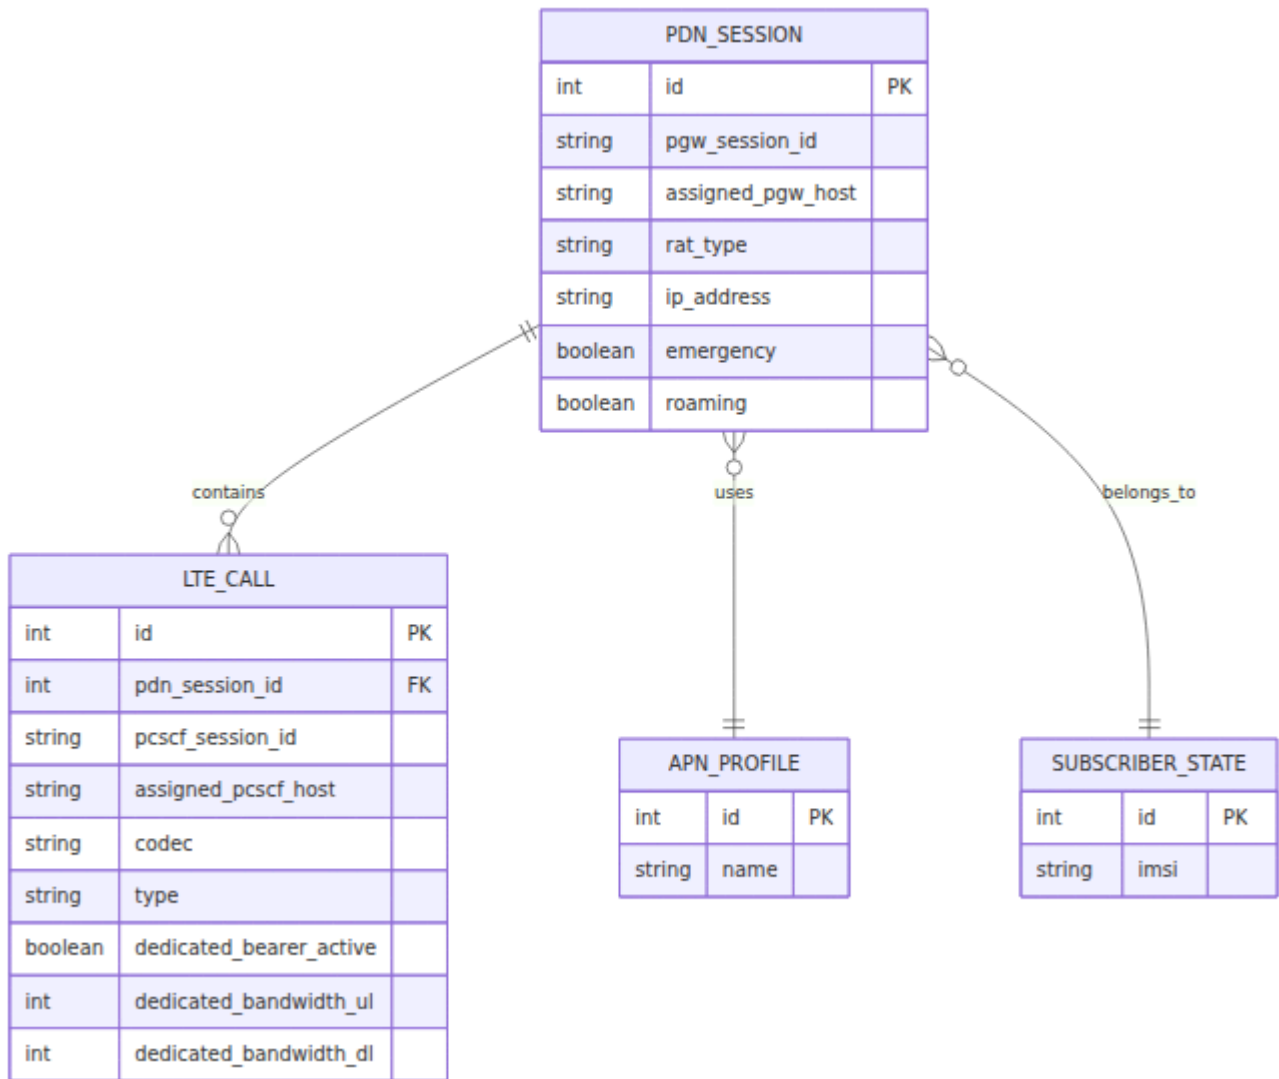 PDN_SESSION
int id PK
string pgw_session_id
string assigned_pgw_host
string rat_type
string ip_address
boolean emergency
boolean roaming
contains
uses
belongs_to
LTE_CALL
int id PK
int pdn_session_id FK
string pcscf_session_id
string assigned_pcscf_host
string codec
string type
boolean dedicated_bearer_active
int dedicated_bandwidth_ul
int dedicated_bandwidth_dl
APN_PROFILE
int id PK
string name
SUBSCRIBER_STATE
int id PK
string imsi